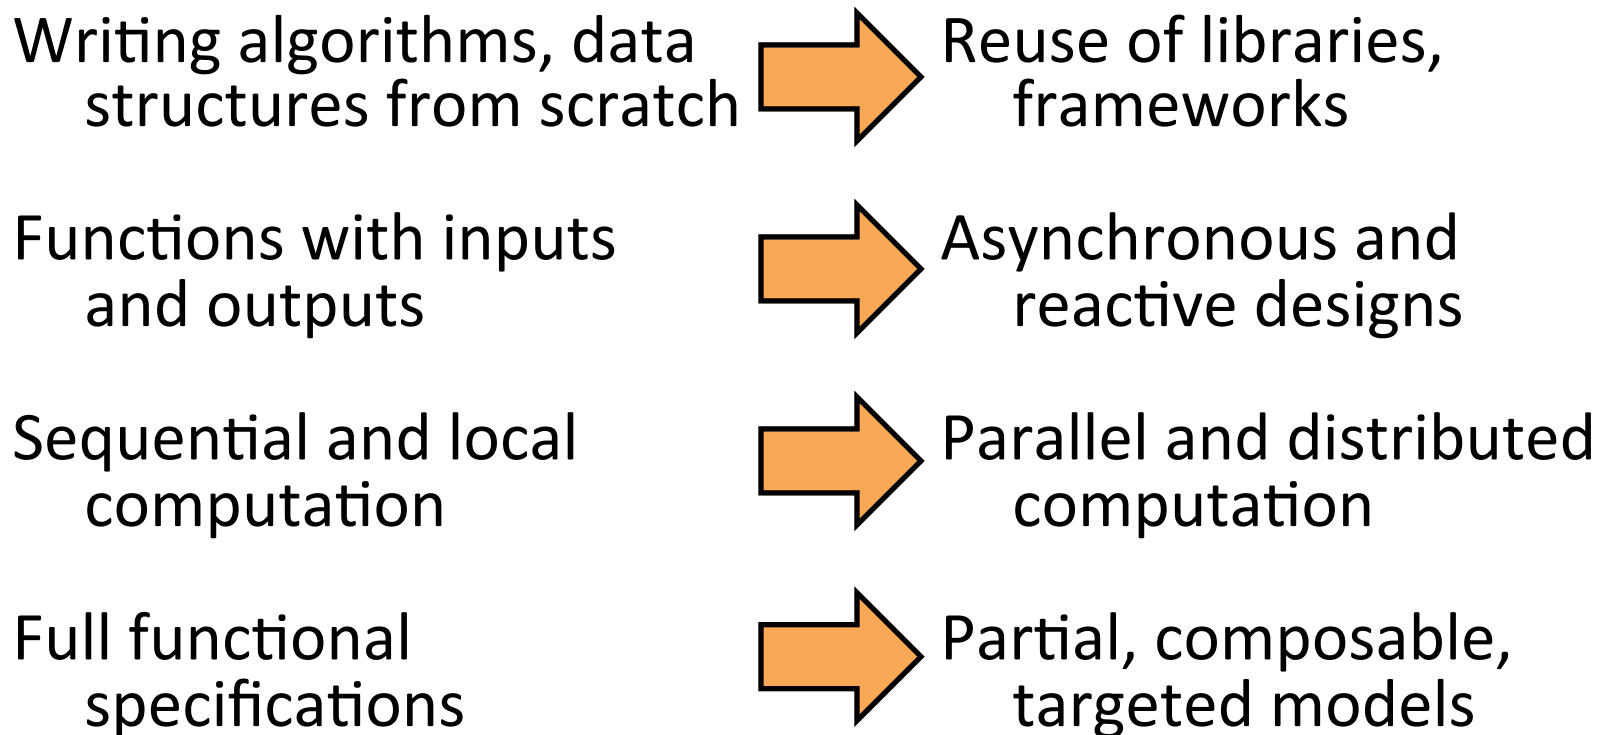 Writing algorithms, data
structures from scratch
Reuse of libraries,
frameworks
Functions with inputs
and outputs
Asynchronous and
reactive designs
Sequential and local
computation
Parallel and distributed
computation
Full functional
specifications
Partial, composable,
targeted models